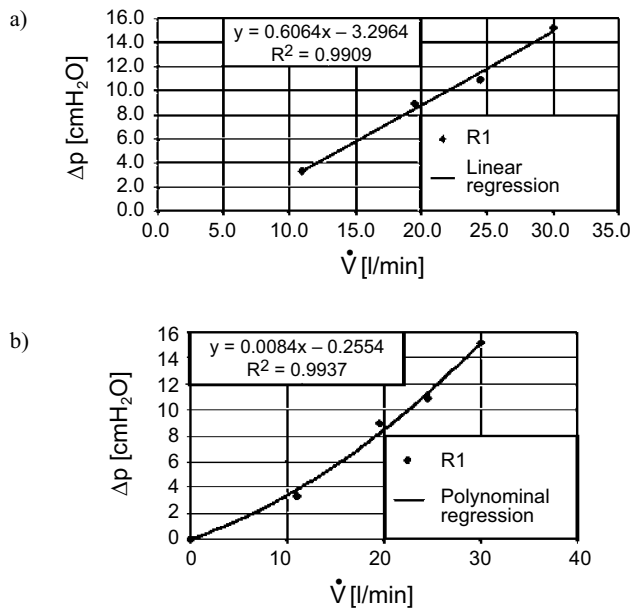 a)
16.0
14.0
12.0
10.0
8.0
6.0
4.0
2.0
0.0
Δp [cmH₂O]
y = 0.6064x – 3.2964
R² = 0.9909
R1
Linear
regression
0.0 5.0 10.0 15.0 20.0 25.0 30.0 35.0
V̇ [l/min]
b)
16
14
12
10
8
6
4
2
0
Δp [cmH₂O]
y = 0.0084x – 0.2554
R² = 0.9937
R1
Polynominal
regression
0 10 20 30 40
V̇ [l/min]